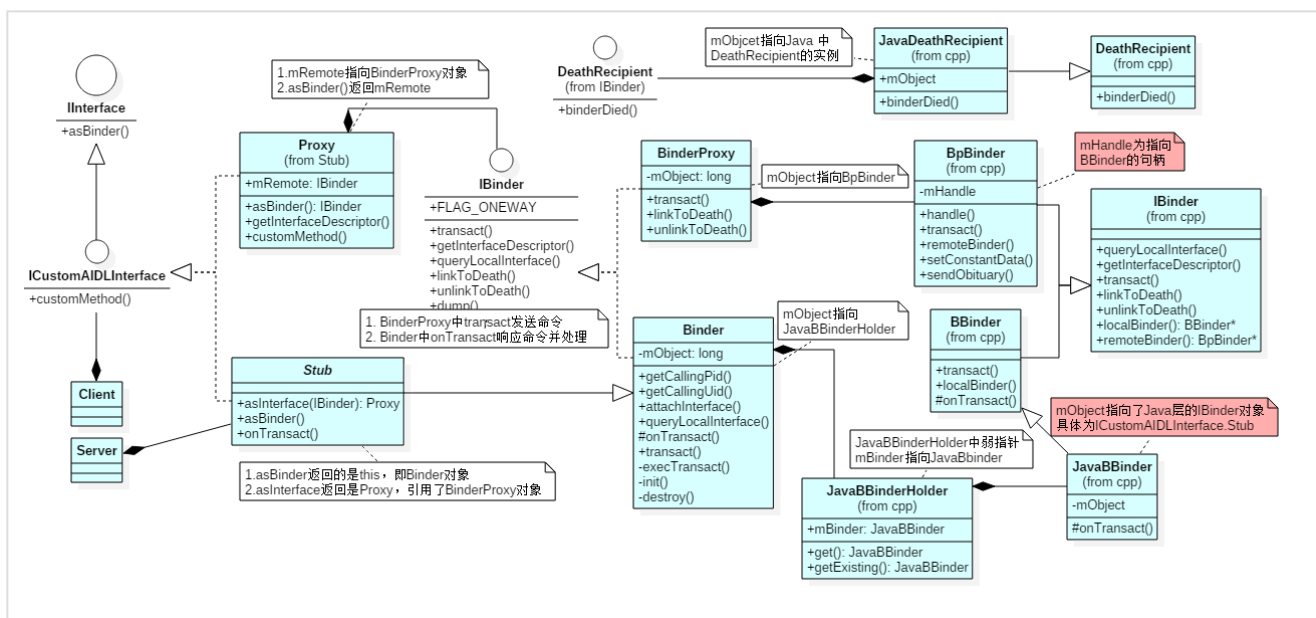 IInterface
+asBinder()
ICustomAIDLInterface
+customMethod()
Client
Server
1.mRemote指向BinderProxy对象
2.asBinder()返回mRemote
Proxy
(from Stub)
+mRemote: IBinder
+asBinder(): IBinder
+getInterfaceDescriptor()
+customMethod()
Stub
+asInterface(IBinder): Proxy
+asBinder()
+onTransact()
1.asBinder返回的是this，即Binder对象
2.asInterface返回是Proxy，引用了BinderProxy对象
IBinder
+FLAG_ONEWAY
+transact()
+getInterfaceDescriptor()
+queryLocalInterface()
+linkToDeath()
+unlinkToDeath()
+dump()
1. BinderProxy中transact发送命令
2. Binder中onTransact响应命令并处理
DeathRecipient
(from IBinder)
+binderDied()
mObjcet指向Java 中
DeathRecipient的实例
JavaDeathRecipient
(from cpp)
+mObject
+binderDied()
DeathRecipient
(from cpp)
+binderDied()
BinderProxy
-mObject: long
+transact()
+linkToDeath()
+unlinkToDeath()
mObject指向BpBinder
BpBinder
(from cpp)
-mHandle
+handle()
+transact()
+remoteBinder()
+setConstantData()
+sendObituary()
mHandle为指向
BBinder的句柄
IBinder
(from cpp)
+queryLocalInterface()
+getInterfaceDescriptor()
+transact()
+linkToDeath()
+unlinkToDeath()
+localBinder(): BBinder*
+remoteBinder(): BpBinder*
Binder
-mObject: long
+getCallingPid()
+getCallingUid()
+attachInterface()
+queryLocalInterface()
#onTransact()
+transact()
-execTransact()
-init()
-destroy()
mObject指向
JavaBBinderHolder
BBinder
(from cpp)
+transact()
+localBinder()
#onTransact()
mObject指向了Java层的IBinder对象
具体为ICustomAIDLInterface.Stub
JavaBBinderHolder中弱指针
mBinder指向JavaBbinder
JavaBBinderHolder
(from cpp)
+mBinder: JavaBBinder
+get(): JavaBBinder
+getExisting(): JavaBBinder
JavaBBinder
(from cpp)
-mObject
#onTransact()